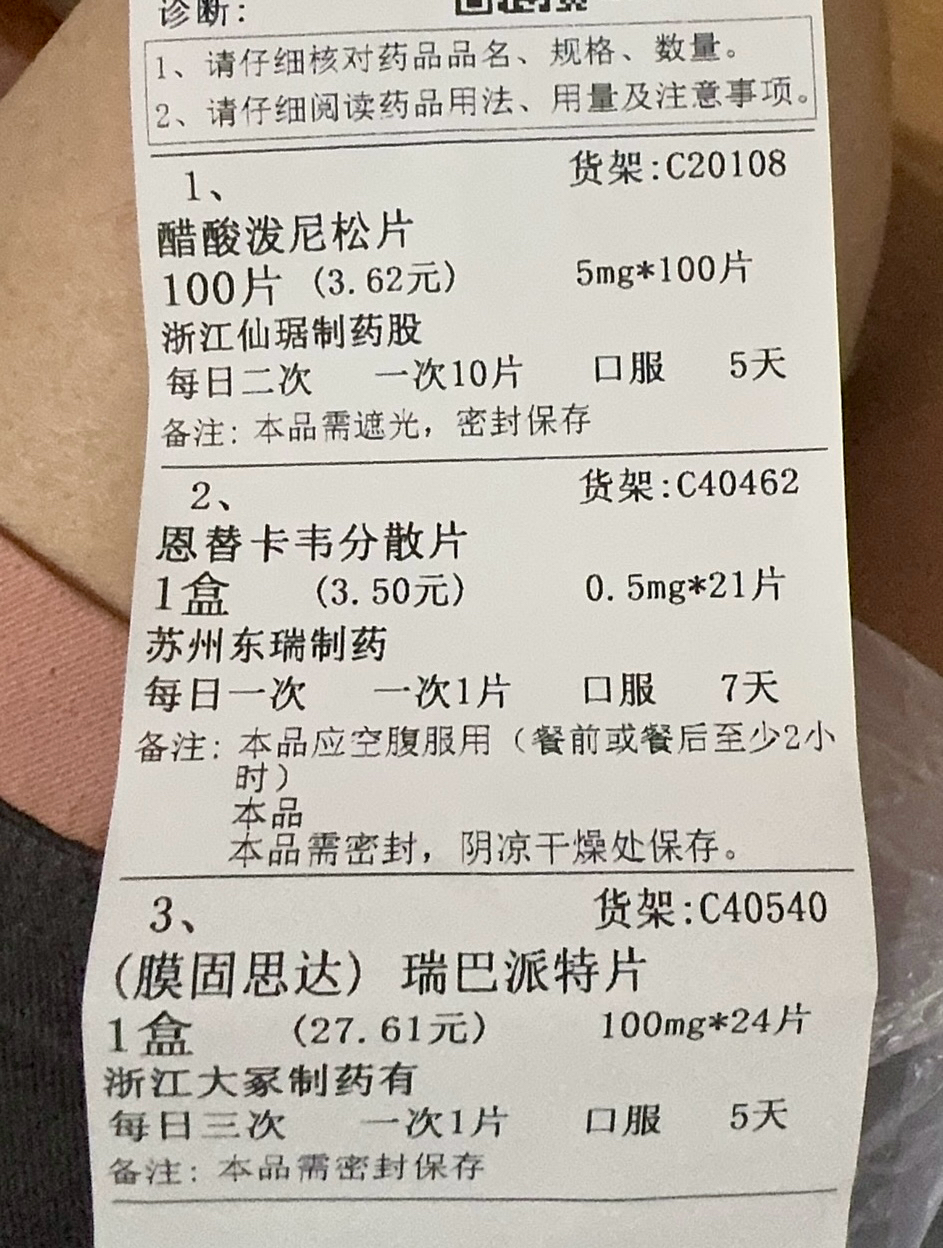 诊断:
1、请仔细核对药品品名、规格、数量。
2、请仔细阅读药品用法、用量及注意事项。
1、 货架:C20108
醋酸泼尼松片
100片 (3.62元) 5mg*100片
浙江仙琚制药股
每日二次 一次10片 口服 5天
备注: 本品需遮光，密封保存
2、 货架:C40462
恩替卡韦分散片
1盒 (3.50元) 0.5mg*21片
苏州东瑞制药
每日一次 一次1片 口服 7天
备注: 本品应空腹服用（餐前或餐后至少2小
时）
本品
本品需密封，阴凉干燥处保存。
3、 货架:C40540
(膜固思达) 瑞巴派特片
1盒 (27.61元) 100mg*24片
浙江大冢制药有
每日三次 一次1片 口服 5天
备注: 本品需密封保存